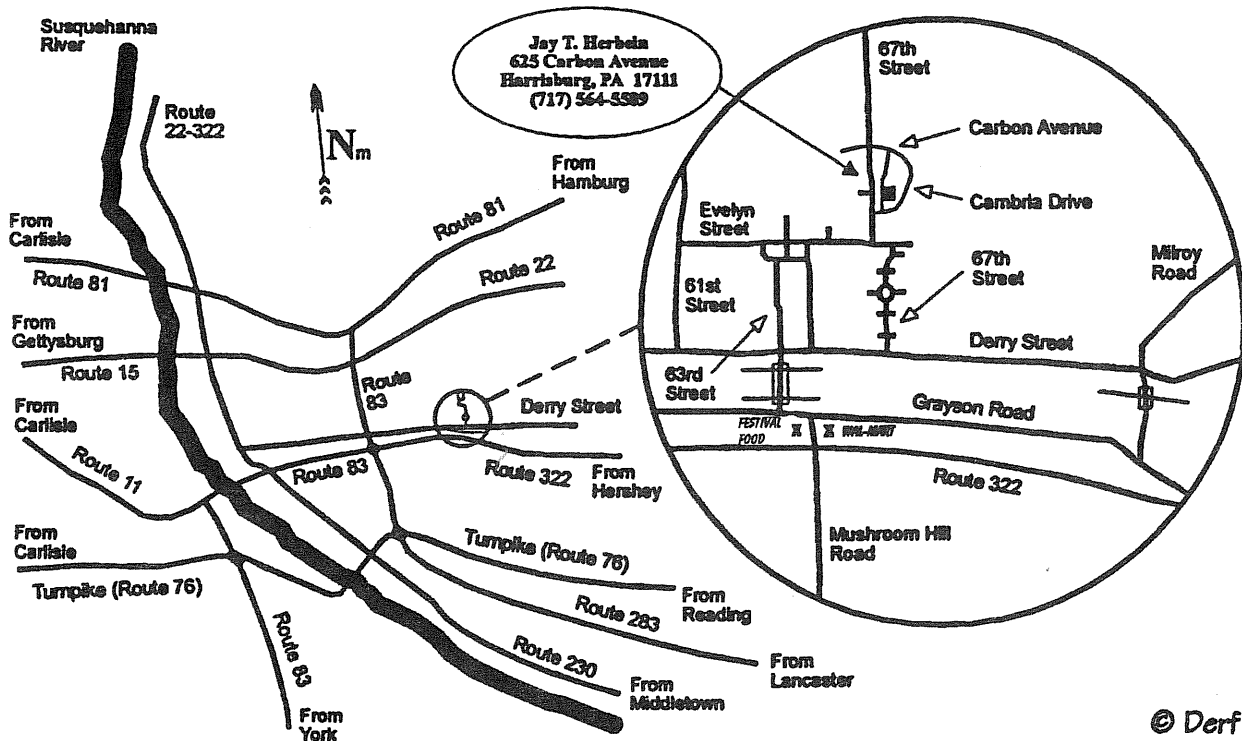 Susquehanna
River
Route
22-322
Nm
Jay T. Herbein
625 Carbon Avenue
Harrisburg, PA 17111
(717) 564-5589
From
Hamburg
Route 81
Route 22
From
Carlisle
Route 81
From
Gettysburg
Route 15
From
Carlisle
Route 11
Route
83
Derry Street
Route 83
Route 322
From
Hershey
From
Carlisle
Turnpike (Route 76)
Turnpike (Route 76)
From
Reading
Route 283
From
Lancaster
Route 230
From
Middletown
Route 83
From
York
67th
Street
Carbon Avenue
Cambria Drive
Evelyn
Street
61st
Street
67th
Street
Milroy
Road
Derry Street
63rd
Street
Grayson Road
FESTIVAL
FOOD
X
X WAL-MART
Route 322
Mushroom Hill
Road
© Derf